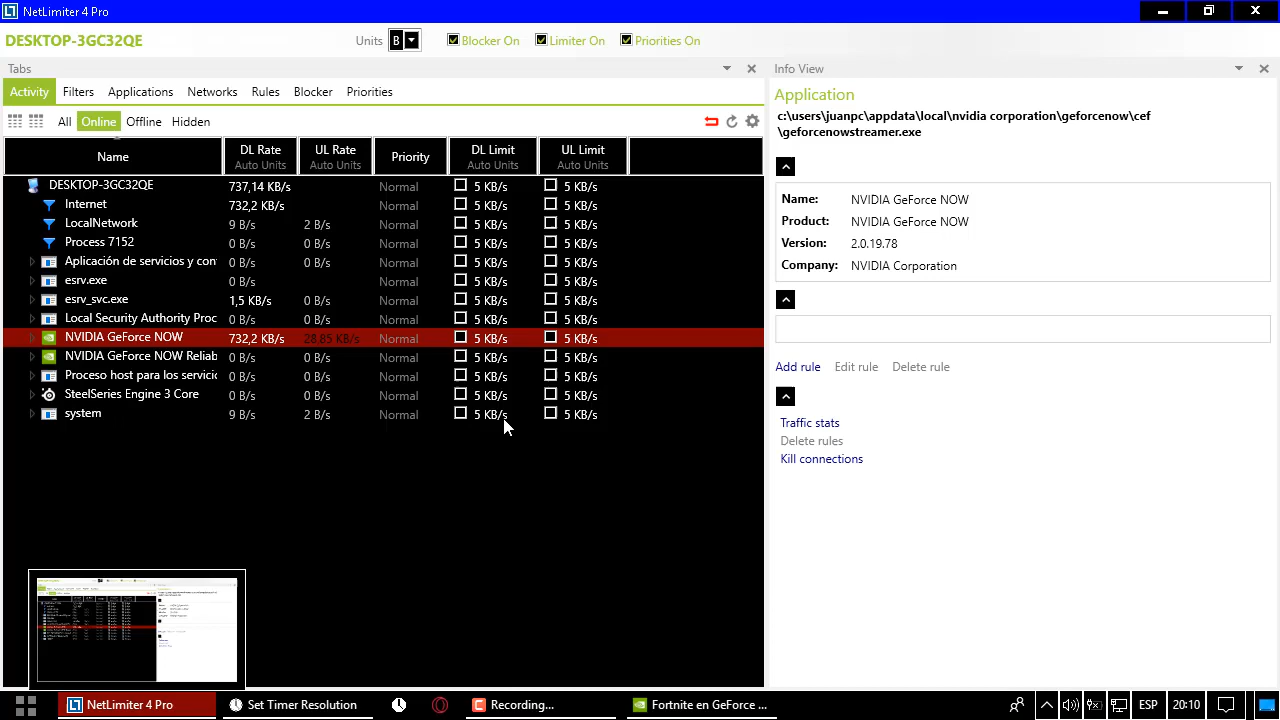 NetLimiter 4 Pro
DESKTOP-3GC32QE
Units B
Blocker On
Limiter On
Priorities On
Tabs
Activity Filters Applications Networks Rules Blocker Priorities
All Online Offline Hidden
Name DL Rate Auto Units UL Rate Auto Units Priority DL Limit Auto Units UL Limit Auto Units
DESKTOP-3GC32QE 737,14 KB/s Normal 5 KB/s 5 KB/s
Internet 732,2 KB/s Normal 5 KB/s 5 KB/s
LocalNetwork 9 B/s 2 B/s Normal 5 KB/s 5 KB/s
Process 7152 0 B/s 0 B/s Normal 5 KB/s 5 KB/s
Aplicación de servicios y con 0 B/s 0 B/s Normal 5 KB/s 5 KB/s
esrv.exe 0 B/s 0 B/s Normal 5 KB/s 5 KB/s
esrv_svc.exe 1,5 KB/s 0 B/s Normal 5 KB/s 5 KB/s
Local Security Authority Proc 0 B/s 0 B/s Normal 5 KB/s 5 KB/s
NVIDIA GeForce NOW 732,2 KB/s 28,85 KB/s Normal 5 KB/s 5 KB/s
NVIDIA GeForce NOW Reliab 0 B/s 0 B/s Normal 5 KB/s 5 KB/s
Proceso host para los servicio 0 B/s 0 B/s Normal 5 KB/s 5 KB/s
SteelSeries Engine 3 Core 0 B/s 0 B/s Normal 5 KB/s 5 KB/s
system 9 B/s 2 B/s Normal 5 KB/s 5 KB/s
Info View
Application
c:\users\juanpc\appdata\local\nvidia corporation\geforcenow\cef
\geforcenowstreamer.exe
Name: NVIDIA GeForce NOW
Product: NVIDIA GeForce NOW
Version: 2.0.19.78
Company: NVIDIA Corporation
Add rule Edit rule Delete rule
Traffic stats
Delete rules
Kill connections
NetLimiter 4 Pro
Set Timer Resolution
Recording...
Fortnite en GeForce ...
ESP
20:10